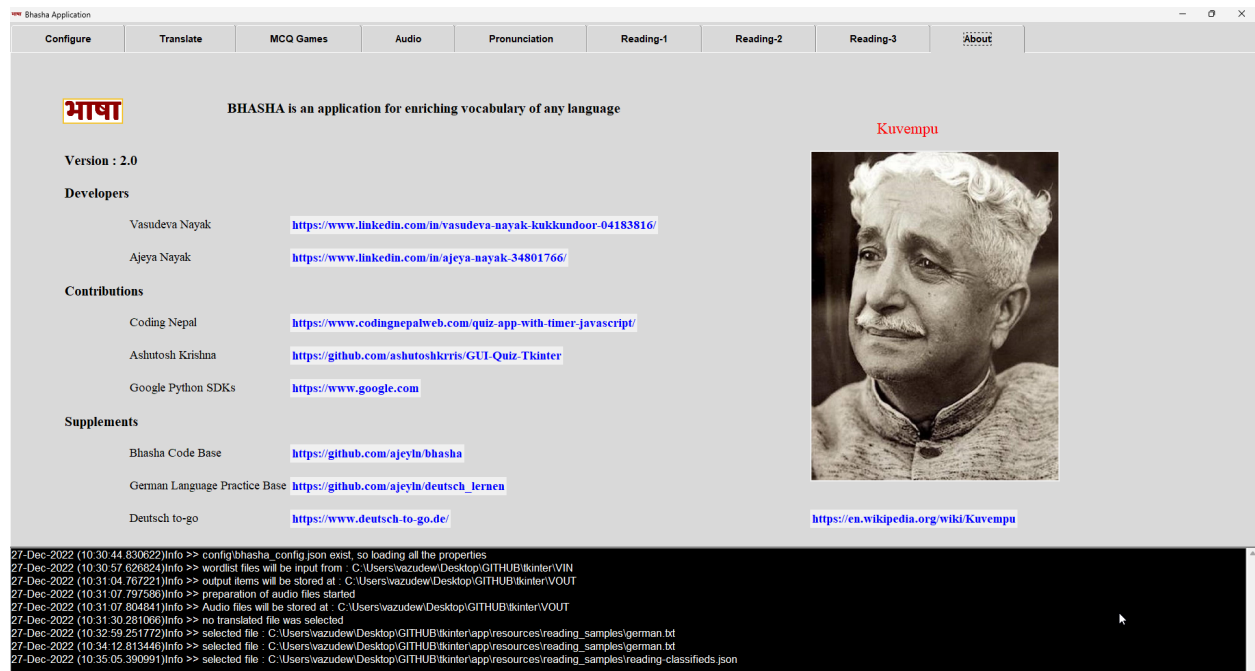 भाषा Bhasha Application
Configure Translate MCQ Games Audio Pronunciation Reading-1 Reading-2 Reading-3 About
भाषा BHASHA is an application for enriching vocabulary of any language
Kuvempu
Version : 2.0
Developers
Vasudeva Nayak https://www.linkedin.com/in/vasudeva-nayak-kukkundoor-04183816/
Ajeya Nayak https://www.linkedin.com/in/ajeya-nayak-34801766/
Contributions
Coding Nepal https://www.codingnepalweb.com/quiz-app-with-timer-javascript/
Ashutosh Krishna https://github.com/ashutoshkrris/GUI-Quiz-Tkinter
Google Python SDKs https://www.google.com
Supplements
Bhasha Code Base https://github.com/ajeyln/bhasha
German Language Practice Base https://github.com/ajeyln/deutsch_lernen
Deutsch to-go https://www.deutsch-to-go.de/ https://en.wikipedia.org/wiki/Kuvempu
27-Dec-2022 (10:30:44.830622)Info >> config\bhasha_config.json exist, so loading all the properties
27-Dec-2022 (10:30:57.626824)Info >> wordlist files will be input from : C:\Users\vazudew\Desktop\GITHUB\tkinter\VIN
27-Dec-2022 (10:31:04.767221)Info >> output items will be stored at : C:\Users\vazudew\Desktop\GITHUB\tkinter\VOUT
27-Dec-2022 (10:31:07.797586)Info >> preparation of audio files started
27-Dec-2022 (10:31:07.804841)Info >> Audio files will be stored at : C:\Users\vazudew\Desktop\GITHUB\tkinter\VOUT
27-Dec-2022 (10:31:30.281066)Info >> no translated file was selected
27-Dec-2022 (10:32:59.251772)Info >> selected file : C:\Users\vazudew\Desktop\GITHUB\tkinter\app\resources\reading_samples\german.txt
27-Dec-2022 (10:34:12.813446)Info >> selected file : C:\Users\vazudew\Desktop\GITHUB\tkinter\app\resources\reading_samples\german.txt
27-Dec-2022 (10:35:05.390991)Info >> selected file : C:\Users\vazudew\Desktop\GITHUB\tkinter\app\resources\reading_samples\reading-classifieds.json